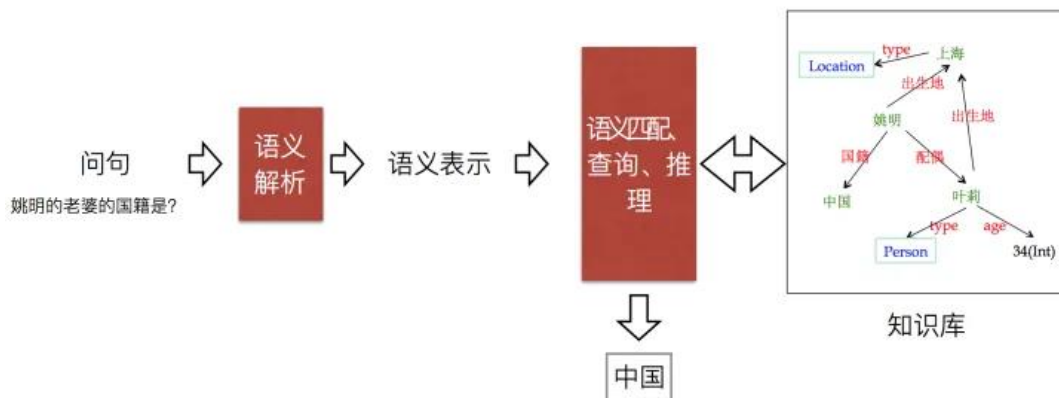 问句
姚明的老婆的国籍是?
语义
解析
语义表示
语义匹配、
查询、推
理
中国
Location
type
上海
出生地
姚明
出生地
国籍
配偶
中国
叶莉
type
age
Person
34(Int)
知识库